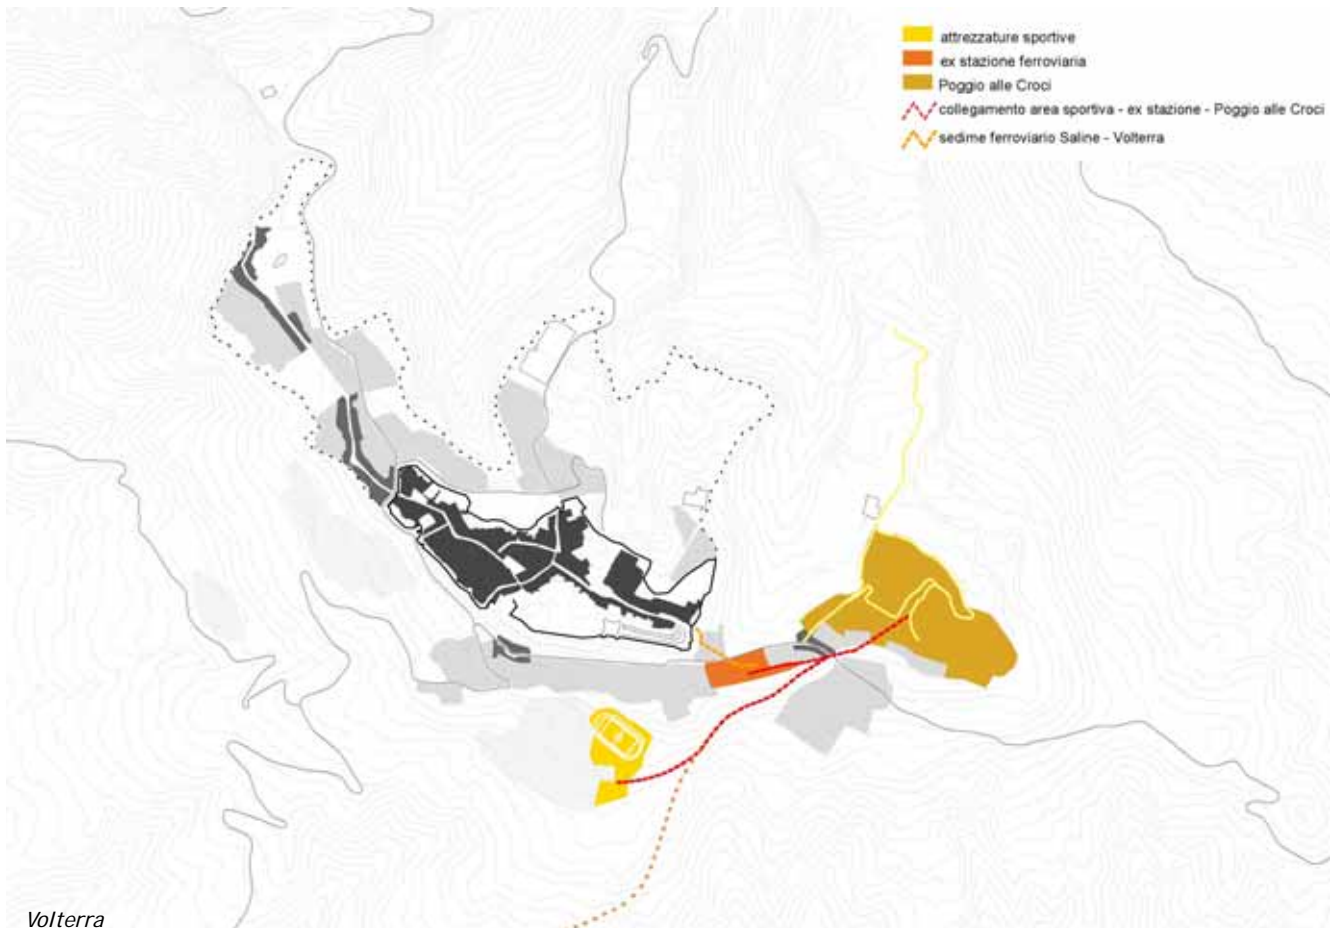 attrezzature sportive
ex stazione ferroviaria
Poggio alle Croci
collegamento area sportiva - ex stazione - Poggio alle Croci
sedime ferroviario Saline - Volterra
Volterra